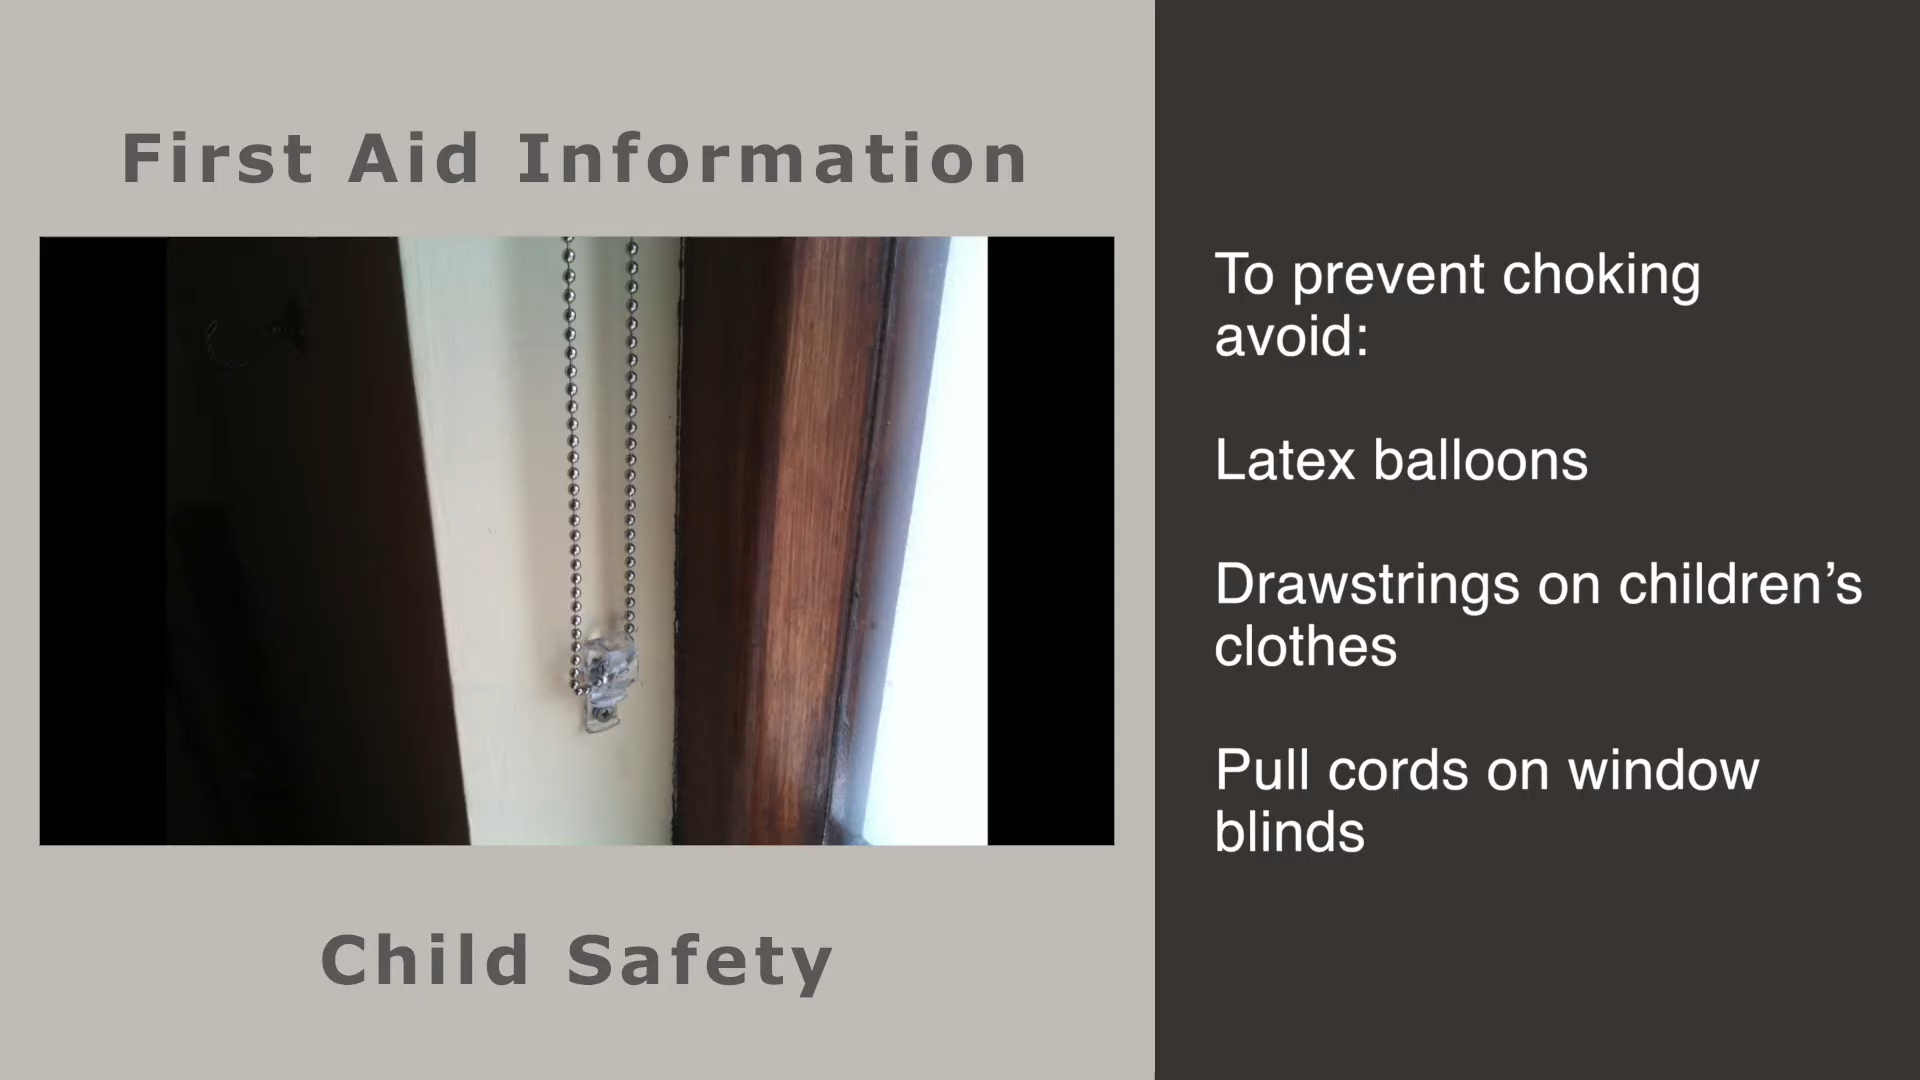 First Aid Information
To prevent choking
avoid:
Latex balloons
Drawstrings on children’s
clothes
Pull cords on window
blinds
Child Safety